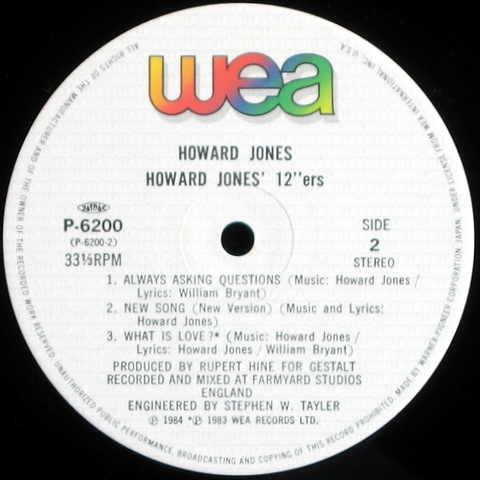 wea
HOWARD JONES
HOWARD JONES' 12"ers
JASRAC
P-6200
(P-6200-2)
33⅓RPM
SIDE
2
STEREO
1. ALWAYS ASKING QUESTIONS (Music: Howard Jones /
Lyrics: William Bryant)
2. NEW SONG (New Version) (Music and Lyrics:
Howard Jones)
3. WHAT IS LOVE?* (Music: Howard Jones /
Lyrics: Howard Jones / William Bryant)
PRODUCED BY RUPERT HINE FOR GESTALT
RECORDED AND MIXED AT FARMYARD STUDIOS
ENGLAND
ENGINEERED BY STEPHEN W. TAYLER
℗ 1984 *℗ 1983 WEA RECORDS LTD.
ALL RIGHTS OF THE MANUFACTURER AND OF THE OWNER OF THE RECORDED WORK RESERVED. UNAUTHORIZED PUBLIC PERFORMANCE, BROADCASTING AND COPYING OF THIS RECORD PROHIBITED. MADE BY WARNER-PIONEER CORPORATION, JAPAN, UNDER LICENSE FROM WEA INTERNATIONAL INC. U.S.A.